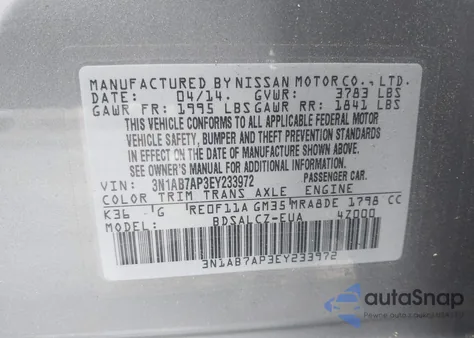 MANUFACTURED BY NISSAN MOTOR CO., LTD.
DATE: 04/14. GVWR: 3783 LBS
GAWR FR: 1995 LBS GAWR RR: 1841 LBS
THIS VEHICLE CONFORMS TO ALL APPLICABLE FEDERAL MOTOR
VEHICLE SAFETY, BUMPER AND THEFT PREVENTION STANDARDS
IN EFFECT ON THE DATE OF MANUFACTURE SHOWN ABOVE.
SEE OWNER'S MANUAL FOR ADDITIONAL INFORMATION.
VIN: 3N1AB7AP3EY233972 PASSENGER CAR.
COLOR TRIM TRANS AXLE ENGINE
K36 G RE0F11A GM35 MRA8DE 1798 CC
MODEL: BDSALCZ-EUA 4Z000
3N1AB7AP3EY233972
autoSnap